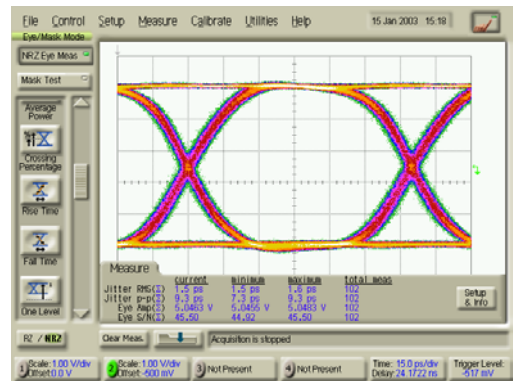 File Control Setup Measure Calibrate Utilities Help 15 Jan 2003 15:18
Eye/Mask Mode
NRZ Eye Meas
Mask Test
Average
Power
Crossing
Percentage
Rise Time
Fall Time
One Level
Measure
current minimum maximum total meas
Jitter RMS(Σ) 1.5 ps 1.5 ps 1.6 ps 102
Jitter p-p(Σ) 9.3 ps 7.3 ps 9.3 ps 102
Eye Amp(Σ) 5.0463 V 5.0455 V 5.0483 V 102
Eye S/N(Σ) 45.50 44.92 45.50 102
Setup
& Info
RZ / NRZ
Clear Meas.
Acquisition is stopped
1) Scale: 1.00 V/div
Offset: 0.0 V
2) Scale: 1.00 V/div
Offset: -500 mV
3) Not Present
4) Not Present
Time: 15.0 ps/div
Delay: 24.1722 ns
Trigger Level:
-517 mV